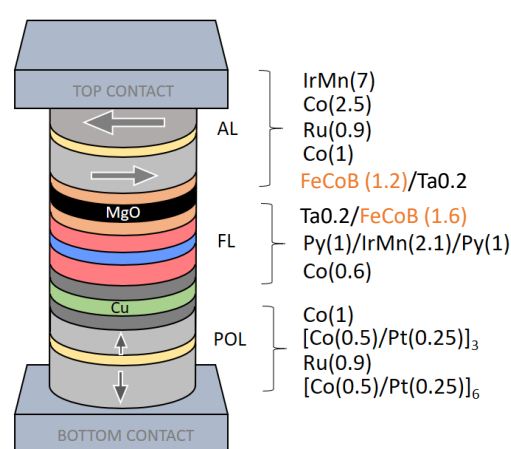 TOP CONTACT
AL
IrMn(7)
Co(2.5)
Ru(0.9)
Co(1)
FeCoB (1.2)/Ta0.2
MgO
FL
Ta0.2/FeCoB (1.6)
Py(1)/IrMn(2.1)/Py(1)
Co(0.6)
Cu
POL
Co(1)
[Co(0.5)/Pt(0.25)]₃
Ru(0.9)
[Co(0.5)/Pt(0.25)]₆
BOTTOM CONTACT